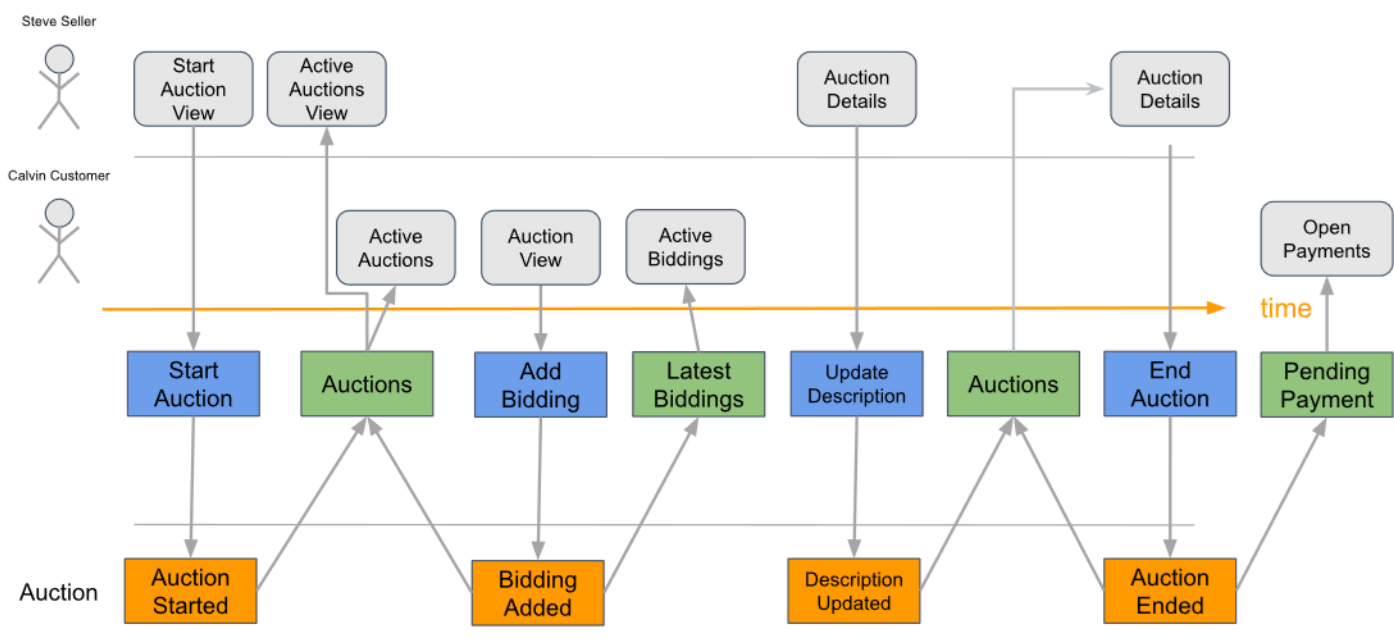 Steve Seller
Start
Auction
View
Active
Auctions
View
Auction
Details
Auction
Details
Calvin Customer
Active
Auctions
Auction
View
Active
Biddings
Open
Payments
time
Start
Auction
Auctions
Add
Bidding
Latest
Biddings
Update
Description
Auctions
End
Auction
Pending
Payment
Auction
Auction
Started
Bidding
Added
Description
Updated
Auction
Ended